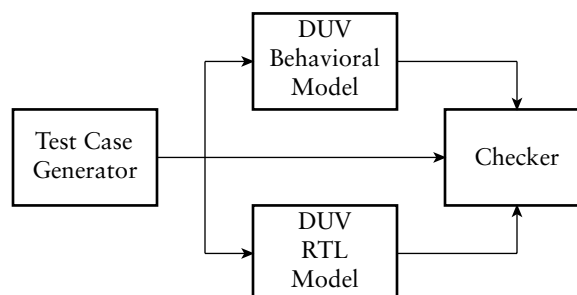 DUV
Behavioral
Model
Test Case
Generator
Checker
DUV
RTL
Model